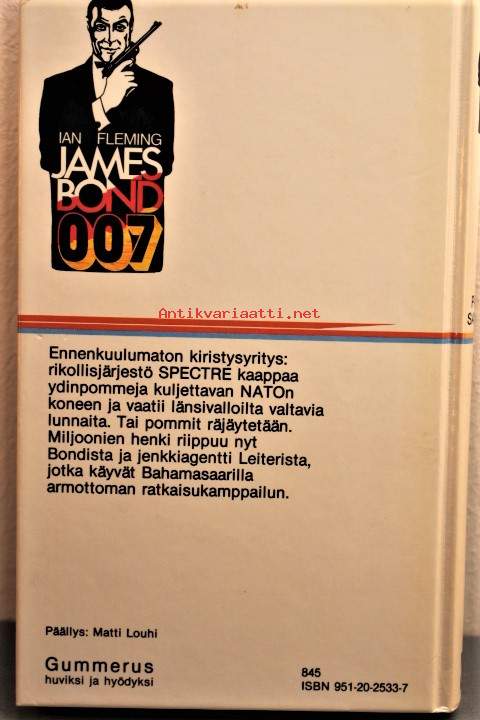 IAN FLEMING
JAMES
BOND
007
Antikvariaatti.net
Ennenkuulumaton kiristysyritys:
rikollisjärjestö SPECTRE kaappaa
ydinpommeja kuljettavan NATOn
koneen ja vaatii länsivalloilta valtavia
lunnaita. Tai pommit räjäytetään.
Miljoonien henki riippuu nyt
Bondista ja jenkkiagentti Leiterista,
jotka käyvät Bahamasaarilla
armottoman ratkaisukamppailun.
Päällys: Matti Louhi
Gummerus
huviksi ja hyödyksi
845
ISBN 951-20-2533-7